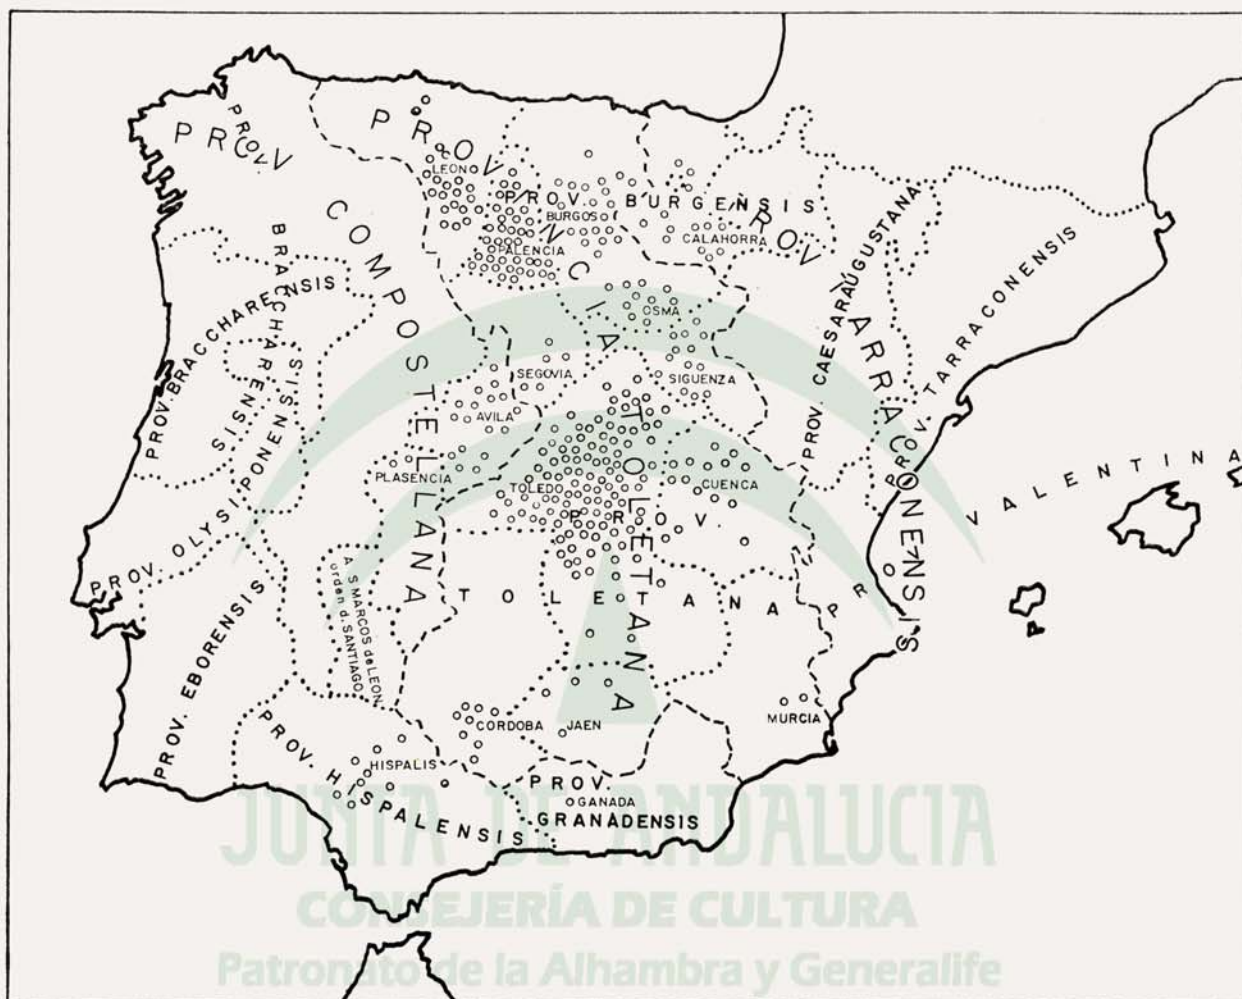 PROV
PROV.
COMPOSTELLANA
PROVINCIA
TOLETANA
LEON
PROV. BURGEÑSIS
BURGOS
CALAHORRA
PALENCIA
PROV
TARRACONENSIS
PROV. CAESARAUGUSTANA
PROV. TARRACONENSIS
BRACCHARENSIS
PROV. BRACCHARENSIS
OSMA
SEGOVIA
SIGUENZA
AVILA
PLASENCIA
TOLEDO
CUENCA
PROV.
TOLETANA
PROV. OLYSIPONENSIS
PROV. EBORENSIS
A. S. MARCOS de LEON
orden d. SANTIAGO
VALENTINA
PR
MURCIA
CORDOBA
JAEN
HISPALIS
PROV. HISPALENSIS
PROV.
GANADA
GRANADENSIS
JUNTA DE ANDALUCIA
CONSEJERÍA DE CULTURA
Patronato de la Alhambra y Generalife